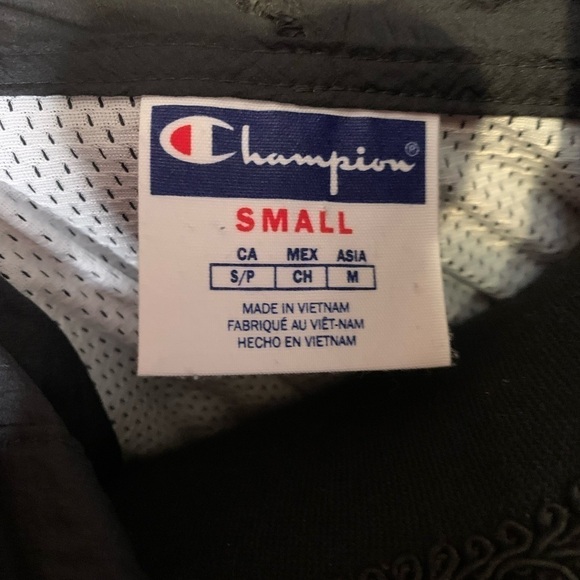 Champion®
SMALL
CA MEX ASIA
S/P CH M
MADE IN VIETNAM
FABRIQUÉ AU VIÊT-NAM
HECHO EN VIETNAM